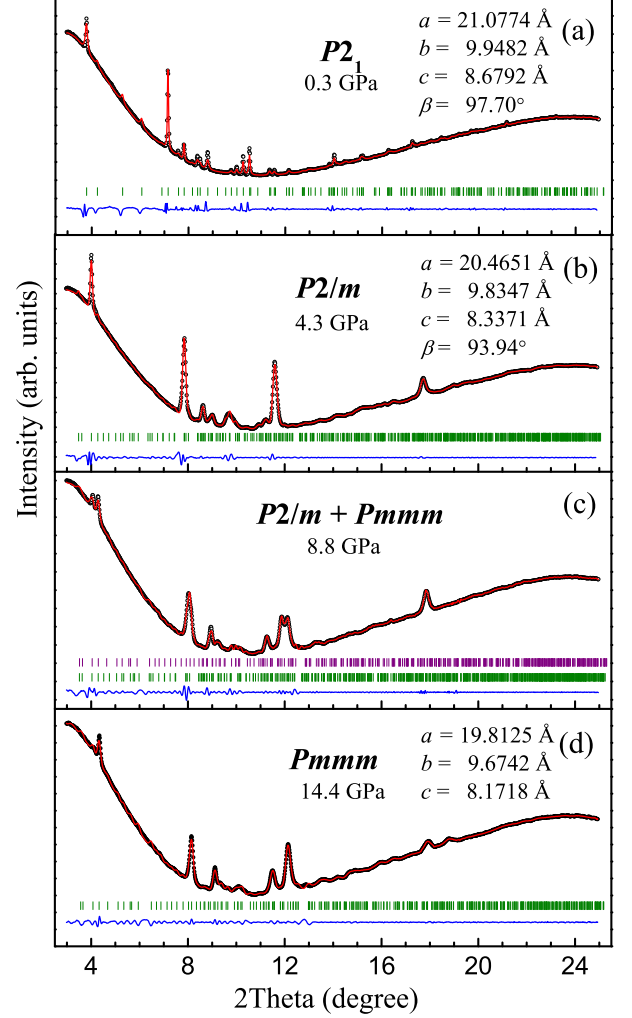 (a)
P2₁
0.3 GPa
a = 21.0774 Å
b = 9.9482 Å
c = 8.6792 Å
β = 97.70°
(b)
P2/m
4.3 GPa
a = 20.4651 Å
b = 9.8347 Å
c = 8.3371 Å
β = 93.94°
Intensity (arb. units)
(c)
P2/m + Pmmm
8.8 GPa
(d)
Pmmm
14.4 GPa
a = 19.8125 Å
b = 9.6742 Å
c = 8.1718 Å
4 8 12 16 20 24
2Theta (degree)